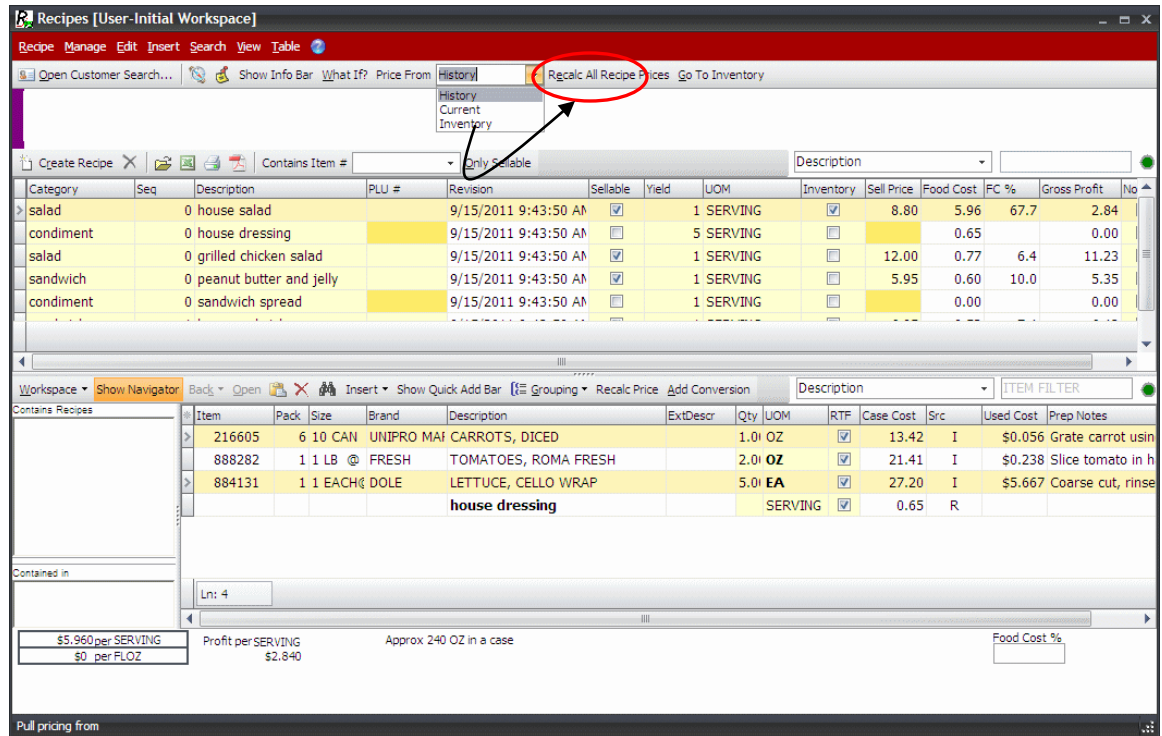 Recipes [User-Initial Workspace]
Recipe Manage Edit Insert Search View Table ?
Open Customer Search... Show Info Bar What If? Price From History Recalc All Recipe Prices Go To Inventory
History
Current
Inventory
Create Recipe Contains Item # Only Sellable Description
Category Seq Description PLU # Revision Sellable Yield UOM Inventory Sell Price Food Cost FC % Gross Profit No
salad 0 house salad 9/15/2011 9:43:50 AM 1 SERVING 8.80 5.96 67.7 2.84
condiment 0 house dressing 9/15/2011 9:43:50 AM 5 SERVING 0.65 0.00
salad 0 grilled chicken salad 9/15/2011 9:43:50 AM 1 SERVING 12.00 0.77 6.4 11.23
sandwich 0 peanut butter and jelly 9/15/2011 9:43:50 AM 1 SERVING 5.95 0.60 10.0 5.35
condiment 0 sandwich spread 9/15/2011 9:43:50 AM 1 SERVING 0.00 0.00
Workspace Show Navigator Back Open Insert Show Quick Add Bar Grouping Recalc Price Add Conversion Description ITEM FILTER
Contains Recipes
Item Pack Size Brand Description ExtDescr Qty UOM RTF Case Cost Src Used Cost Prep Notes
216605 6 10 CAN UNIPRO MAF CARROTS, DICED 1.0 OZ 13.42 I $0.056 Grate carrot usin
888282 1 1 LB @ FRESH TOMATOES, ROMA FRESH 2.0 OZ 21.41 I $0.238 Slice tomato in h
884131 1 1 EACH@ DOLE LETTUCE, CELLO WRAP 5.0 EA 27.20 I $5.667 Coarse cut, rinse
house dressing SERVING 0.65 R
Contained in
Ln: 4
$5.960 per SERVING Profit per SERVING Approx 240 OZ in a case Food Cost %
$0 per FLOZ $2.840
Pull pricing from